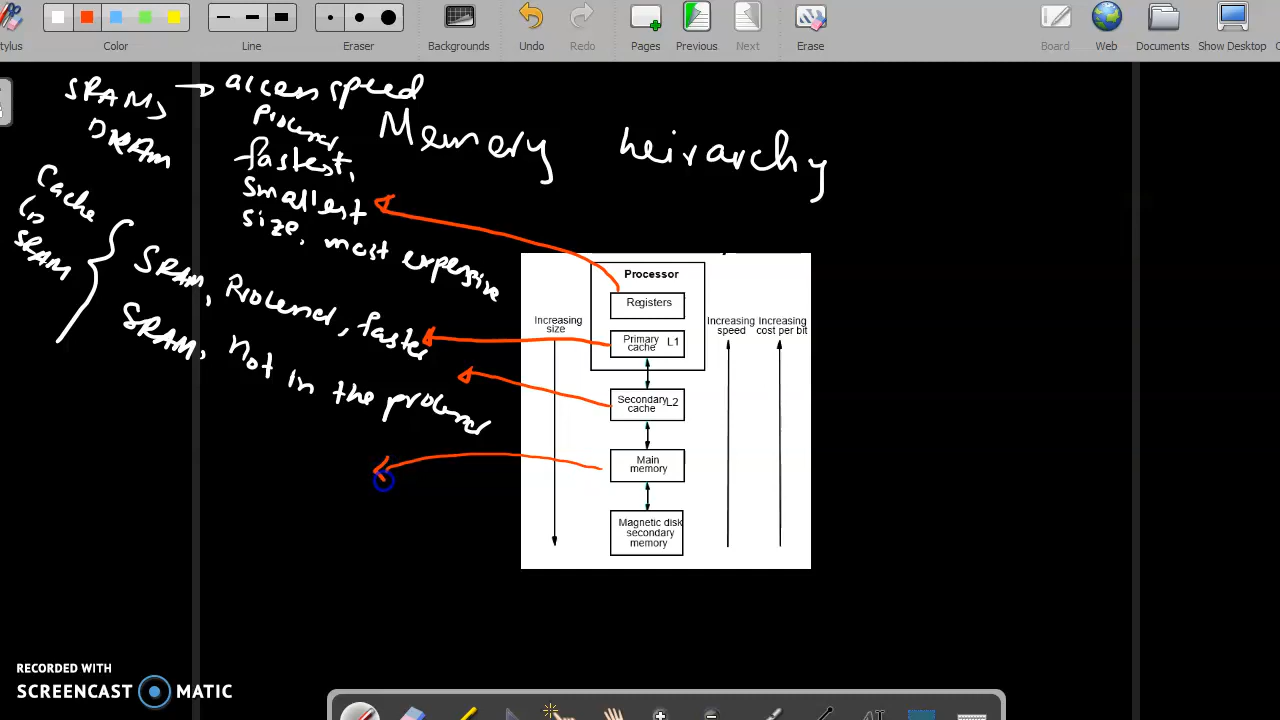 tylus
Color
Line
Eraser
Backgrounds
Undo
Redo
Pages
Previous
Next
Erase
Board
Web
Documents
Show Desktop
SRAM, → access speed
DRAM
Memory heirarchy
fastest,
smallest
size, most expensive
Cache
SRAM
SRAM,
faster
SRAM, Not in the
Processor
Registers
Primary
cache
L1
Secondary
cache
L2
Main
memory
Magnetic disk
secondary
memory
Increasing
size
Increasing
speed
Increasing
cost per bit
RECORDED WITH
SCREENCAST MATIC